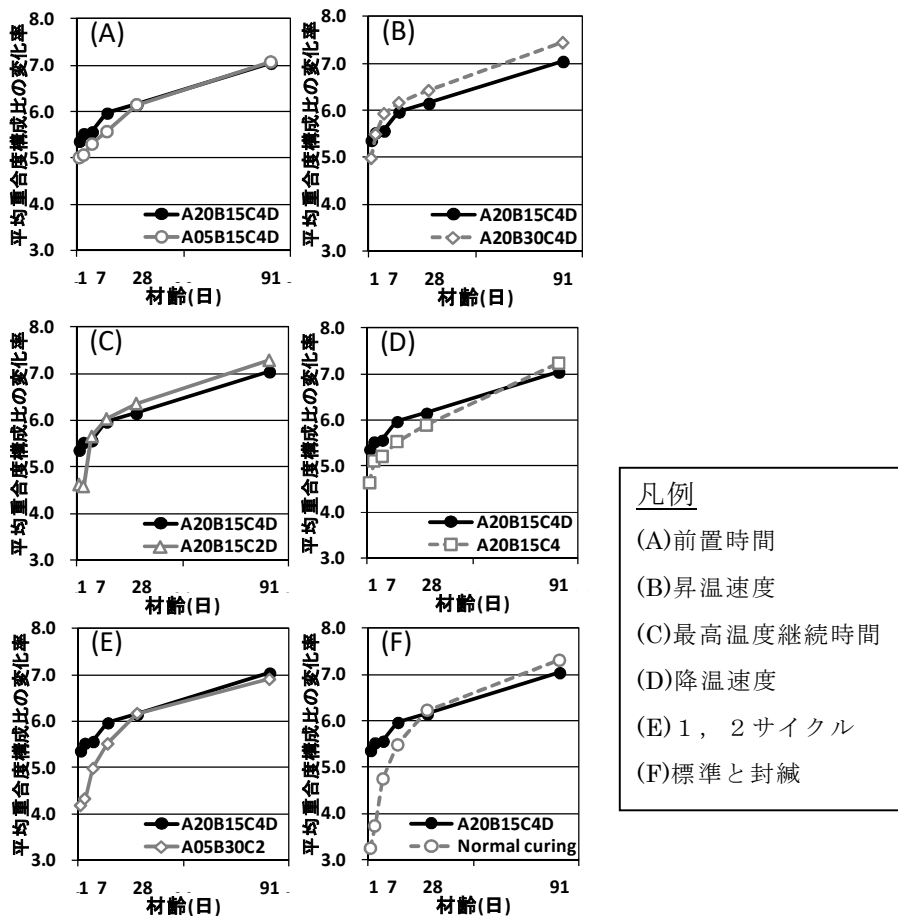 8.0
7.0
6.0
5.0
4.0
3.0
平均重合度構成比の変化率
(A)
A20B15C4D
A05B15C4D
1 7 28 91
材齢(日)
8.0
7.0
6.0
5.0
4.0
3.0
平均重合度構成比の変化率
(B)
A20B15C4D
A20B30C4D
1 7 28 91
材齢(日)
8.0
7.0
6.0
5.0
4.0
3.0
平均重合度構成比の変化率
(C)
A20B15C4D
A20B15C2D
1 7 28 91
材齢(日)
8.0
7.0
6.0
5.0
4.0
3.0
平均重合度構成比の変化率
(D)
A20B15C4D
A20B15C4
1 7 28 91
材齢(日)
8.0
7.0
6.0
5.0
4.0
3.0
平均重合度構成比の変化率
(E)
A20B15C4D
A05B30C2
1 7 28 91
材齢(日)
8.0
7.0
6.0
5.0
4.0
3.0
平均重合度構成比の変化率
(F)
A20B15C4D
Normal curing
1 7 28 91
材齢(日)
凡例
(A)前置時間
(B)昇温速度
(C)最高温度継続時間
(D)降温速度
(E)１，２サイクル
(F)標準と封緘